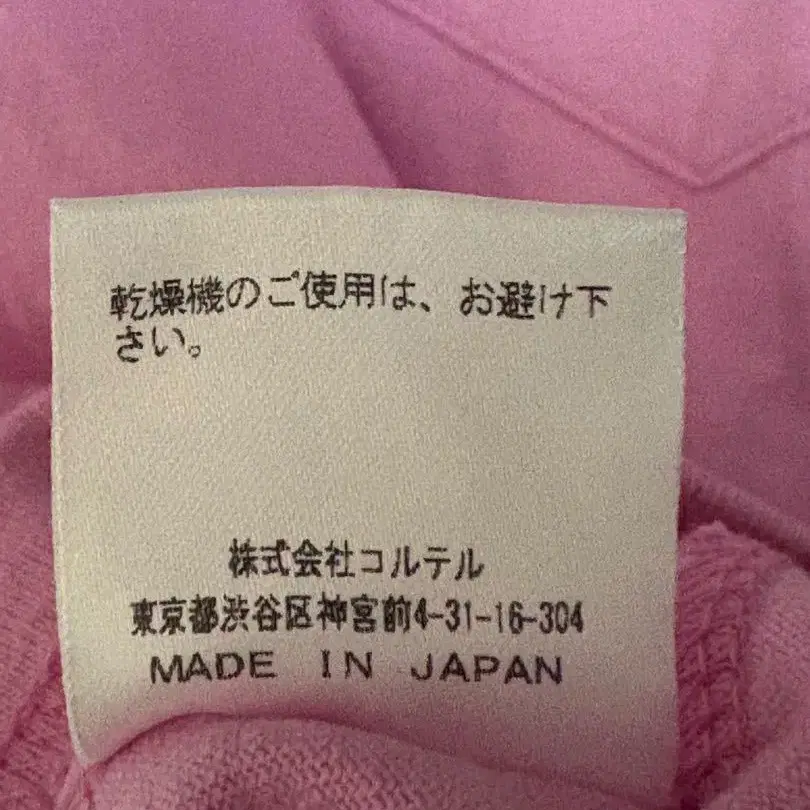 乾燥機のご使用は、お避け下
さい。
株式会社コルテル
東京都渋谷区神宮前4-31-16-304
MADE IN JAPAN